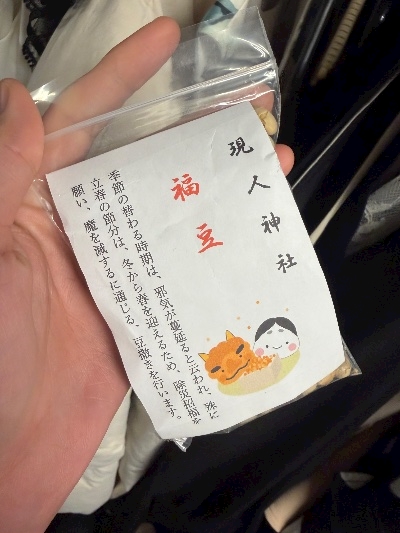 現人神社
福豆
季節の替わる時期は、邪気が蔓延ると云われ、殊に
立春の節分は、冬から春を迎えるため、除災招福を
願い、魔を滅するに通じる、豆撒きを行います。